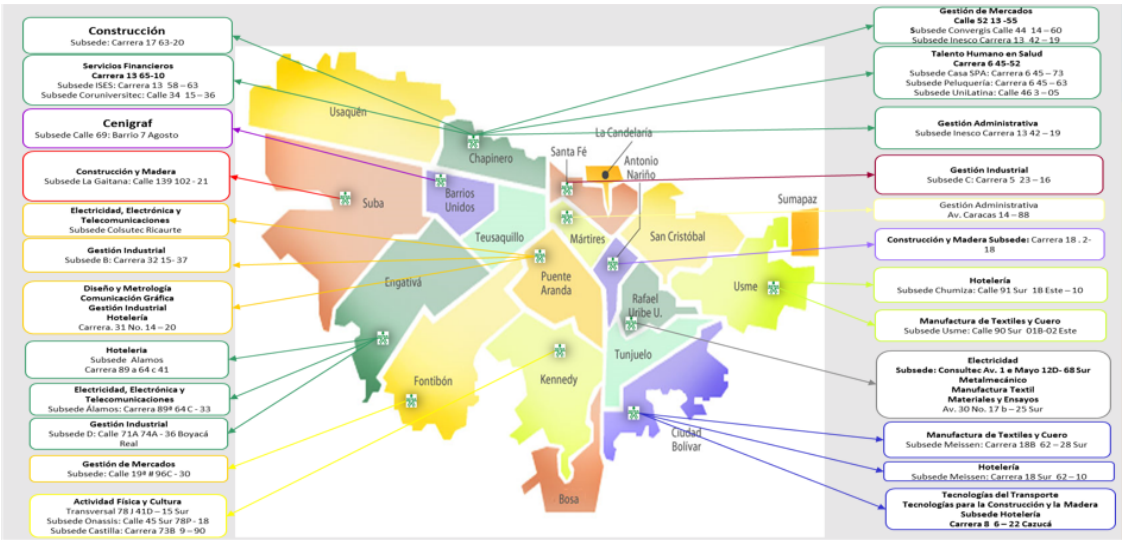 Construcción
Subsede: Carrera 17 63-20
Servicios Financieros
Carrera 13 65-10
Subsede ISES: Carrera 13 58 – 63
Subsede Coruniversitec: Calle 34 15 – 36
Cenigraf
Subsede Calle 69: Barrio 7 Agosto
Construcción y Madera
Subsede La Gaitana: Calle 139 102 - 21
Electricidad, Electrónica y
Telecomunicaciones
Subsede Colsutec Ricaurte
Gestión Industrial
Subsede B: Carrera 32 15- 37
Diseño y Metrología
Comunicación Gráfica
Gestión Industrial
Hotelería
Carrera. 31 No. 14 – 20
Hoteleria
Subsede Alamos
Carrera 89 a 64 c 41
Electricidad, Electrónica y
Telecomunicaciones
Subsede Álamos: Carrera 89ª 64 C - 33
Gestión Industrial
Subsede D: Calle 71A 74A - 36 Boyacá
Real
Gestión de Mercados
Subsede: Calle 19ª # 96C - 30
Actividad Física y Cultura
Transversal 78 J 41D – 15 Sur
Subsede Onassis: Calle 45 Sur 78P - 18
Subsede Castilla: Carrera 73B 9 – 90
Usaquén
Chapinero
La Candelaría
Santa Fé
Antonio
Nariño
Suba
Barrios
Unidos
Sumapaz
Teusaquillo
Mártires
San Cristóbal
Engativá
Puente
Aranda
Usme
Rafael
Uribe U.
Tunjuelo
Fontibón
Kennedy
Ciudad
Bolívar
Bosa
Gestión de Mercados
Calle 52 13 -55
Subsede Convergis Calle 44 14 – 60
Subsede Inesco Carrera 13 42 – 19
Talento Humano en Salud
Carrera 6 45-52
Subsede Casa SPA: Carrera 6 45 – 73
Subsede Peluquería: Carrera 6 45 – 63
Subsede UniLatina: Calle 46 3 – 05
Gestión Administrativa
Subsede Inesco Carrera 13 42 – 19
Gestión Industrial
Subsede C: Carrera 5 23 – 16
Gestión Administrativa
Av. Caracas 14 – 88
Construcción y Madera Subsede: Carrera 18 . 2-
18
Hotelería
Subsede Chumiza: Calle 91 Sur 1B Este – 10
Manufactura de Textiles y Cuero
Subsede Usme: Calle 90 Sur 01B-02 Este
Electricidad
Subsede: Consultec Av. 1 e Mayo 12D- 68 Sur
Metalmecánico
Manufactura Textil
Materiales y Ensayos
Av. 30 No. 17 b – 25 Sur
Manufactura de Textiles y Cuero
Subsede Meissen: Carrera 18B 62 – 28 Sur
Hotelería
Subsede Meissen: Carrera 18 Sur 62 – 10
Tecnologías del Transporte
Tecnologías para la Construcción y la Madera
Subsede Hotelería
Carrera 8 6 – 22 Cazucá